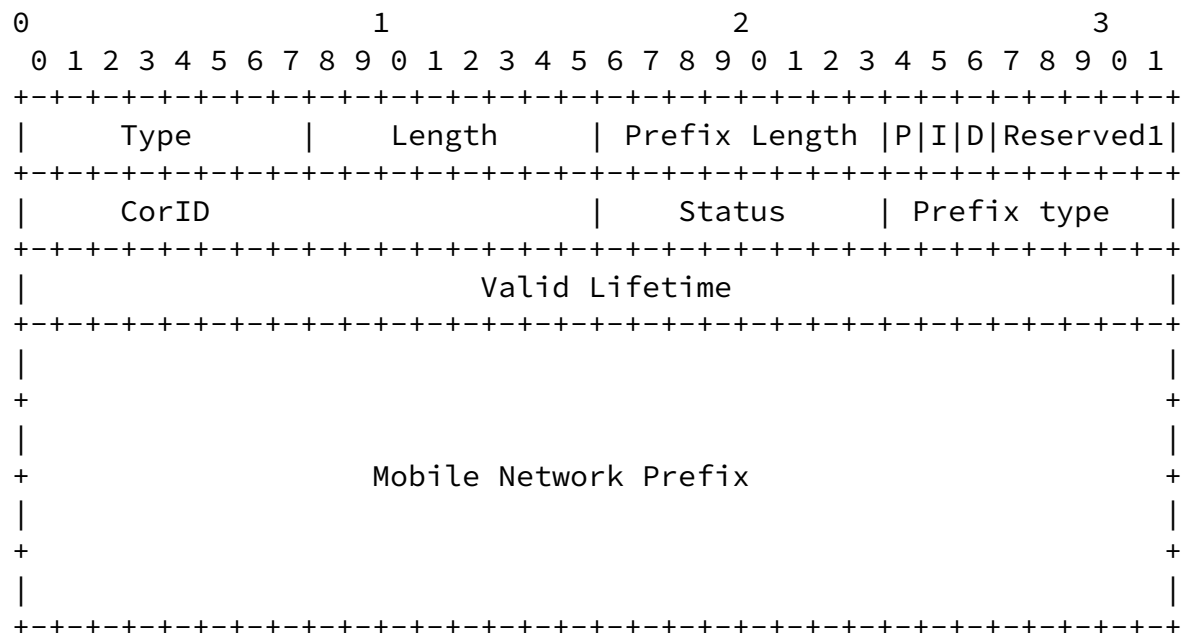 0                   1                   2                   3
 0 1 2 3 4 5 6 7 8 9 0 1 2 3 4 5 6 7 8 9 0 1 2 3 4 5 6 7 8 9 0 1
+-+-+-+-+-+-+-+-+-+-+-+-+-+-+-+-+-+-+-+-+-+-+-+-+-+-+-+-+-+-+-+-+
|     Type      |    Length     | Prefix Length |P|I|D|Reserved1|
+-+-+-+-+-+-+-+-+-+-+-+-+-+-+-+-+-+-+-+-+-+-+-+-+-+-+-+-+-+-+-+-+
|     CorID                     |    Status     | Prefix type   |
+-+-+-+-+-+-+-+-+-+-+-+-+-+-+-+-+-+-+-+-+-+-+-+-+-+-+-+-+-+-+-+-+
|                         Valid Lifetime                        |
+-+-+-+-+-+-+-+-+-+-+-+-+-+-+-+-+-+-+-+-+-+-+-+-+-+-+-+-+-+-+-+-+
|                                                               |
+                                                               +
|                                                               |
+                   Mobile Network Prefix                       +
|                                                               |
+                                                               +
|                                                               |
+-+-+-+-+-+-+-+-+-+-+-+-+-+-+-+-+-+-+-+-+-+-+-+-+-+-+-+-+-+-+-+-+